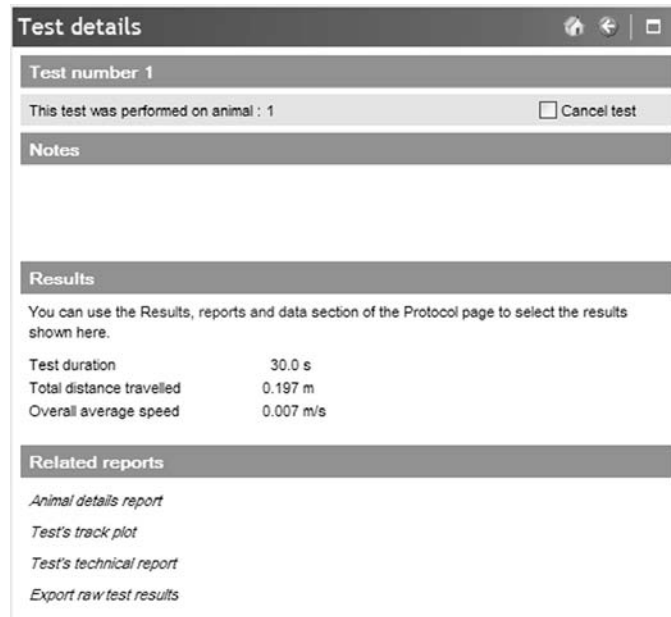 Test details
Test number 1
This test was performed on animal : 1
Cancel test
Notes
Results
You can use the Results, reports and data section of the Protocol page to select the results
shown here.
Test duration 30.0 s
Total distance travelled 0.197 m
Overall average speed 0.007 m/s
Related reports
Animal details report
Test's track plot
Test's technical report
Export raw test results